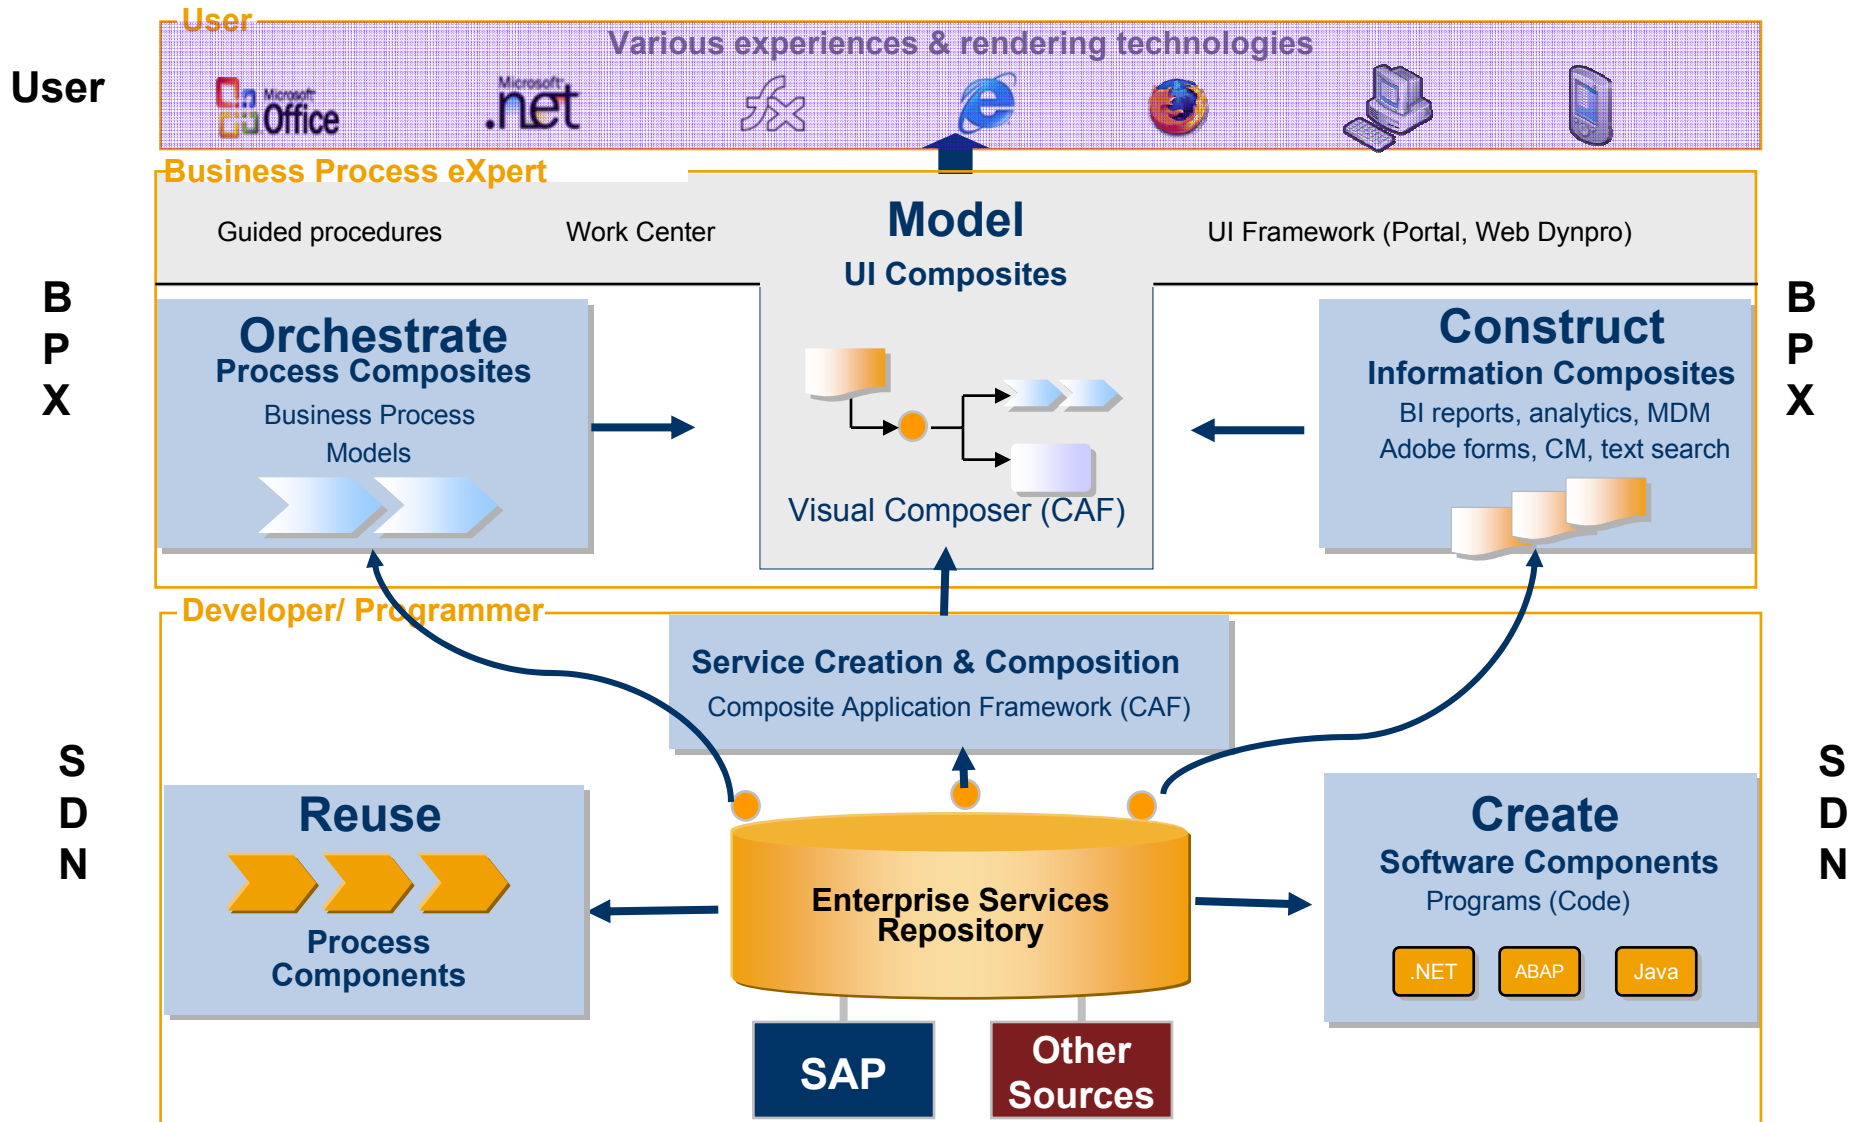 User
Various experiences & rendering technologies
User
Microsoft
Office
Microsoft
.net
fx
Business Process eXpert
Guided procedures
Work Center
Model
UI Composites
UI Framework (Portal, Web Dynpro)
B
P
X
Orchestrate
Process Composites
Business Process
Models
Visual Composer (CAF)
Construct
Information Composites
BI reports, analytics, MDM
Adobe forms, CM, text search
B
P
X
Developer/ Programmer
Service Creation & Composition
Composite Application Framework (CAF)
S
D
N
Reuse
Process
Components
Enterprise Services
Repository
Create
Software Components
Programs (Code)
.NET
ABAP
Java
S
D
N
SAP
Other
Sources